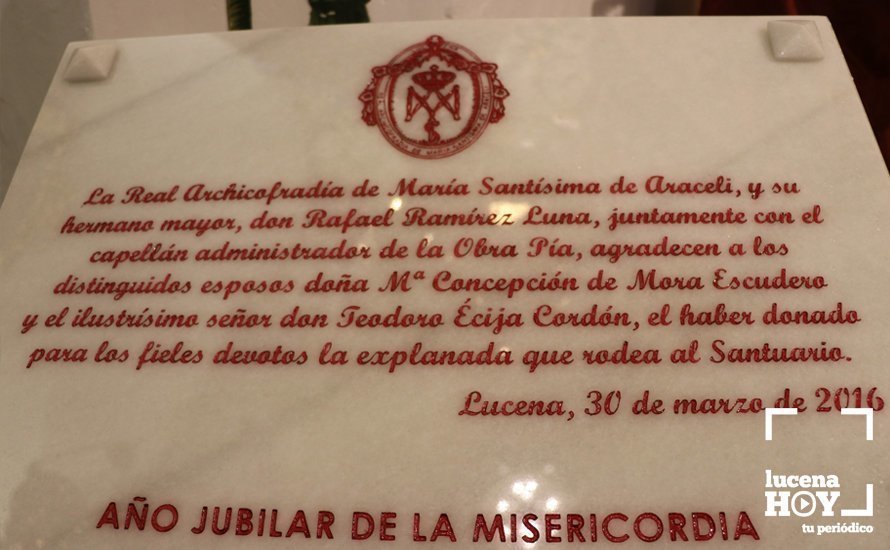 La Real Archicofradía de María Santísima de Araceli, y su
hermano mayor, don Rafael Ramírez Luna, juntamente con el
capellán administrador de la Obra Pía, agradecen a los
distinguidos esposos doña Mª Concepción de Mora Escudero
y el ilustrísimo señor don Teodoro Écija Cordón, el haber donado
para los fieles devotos la explanada que rodea al Santuario.
Lucena, 30 de marzo de 2016
AÑO JUBILAR DE LA MISERICORDIA
lucena
HOY
tu periódico